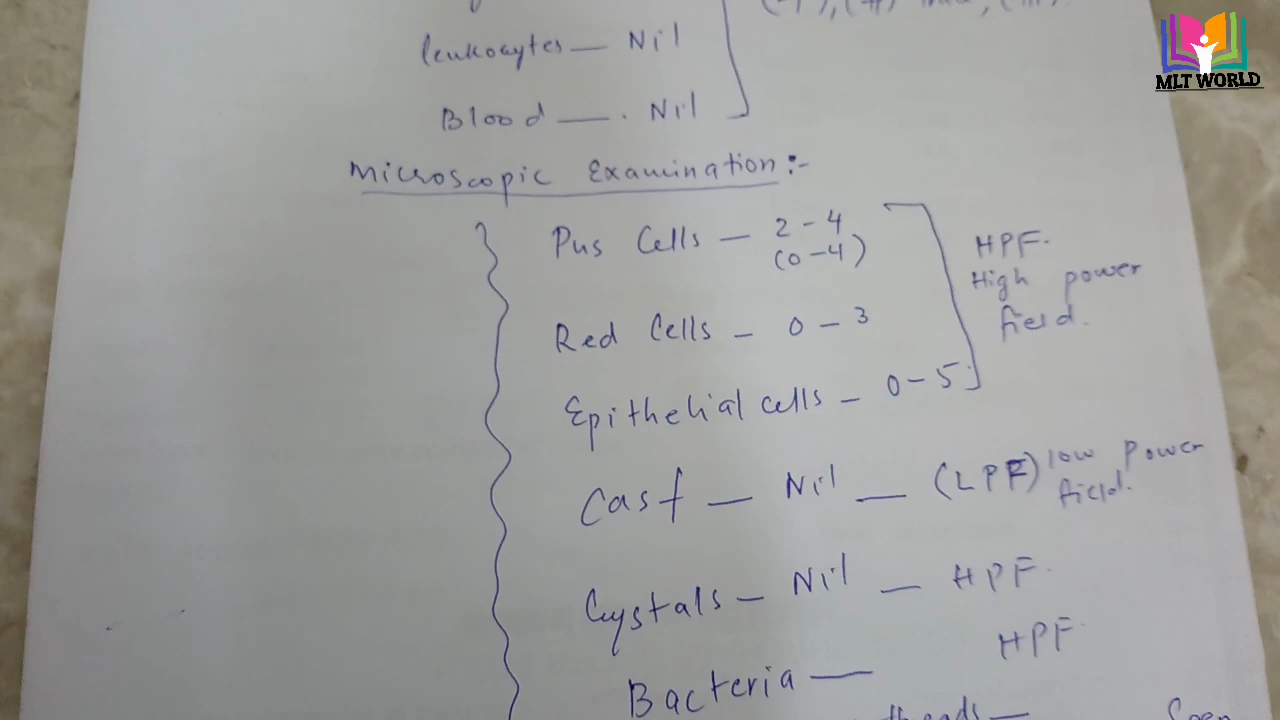 MLT WORLD
leukocytes — Nil
Blood — . Nil
Microscopic Examination :-
Pus Cells — 2 – 4
(0 – 4)
HPF.
High power
field.
Red Cells – 0 – 3
Epithelial cells – 0 – 5
Cast — Nil — (LPF) low power
field.
Crystals – Nil – HPF.
Bacteria — HPF